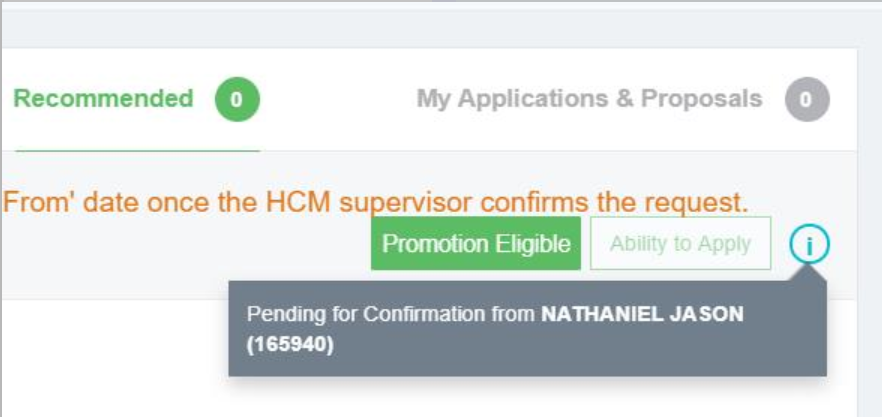 Recommended 0 My Applications & Proposals 0
From' date once the HCM supervisor confirms the request.
Promotion Eligible Ability to Apply i
Pending for Confirmation from NATHANIEL JASON
(165940)